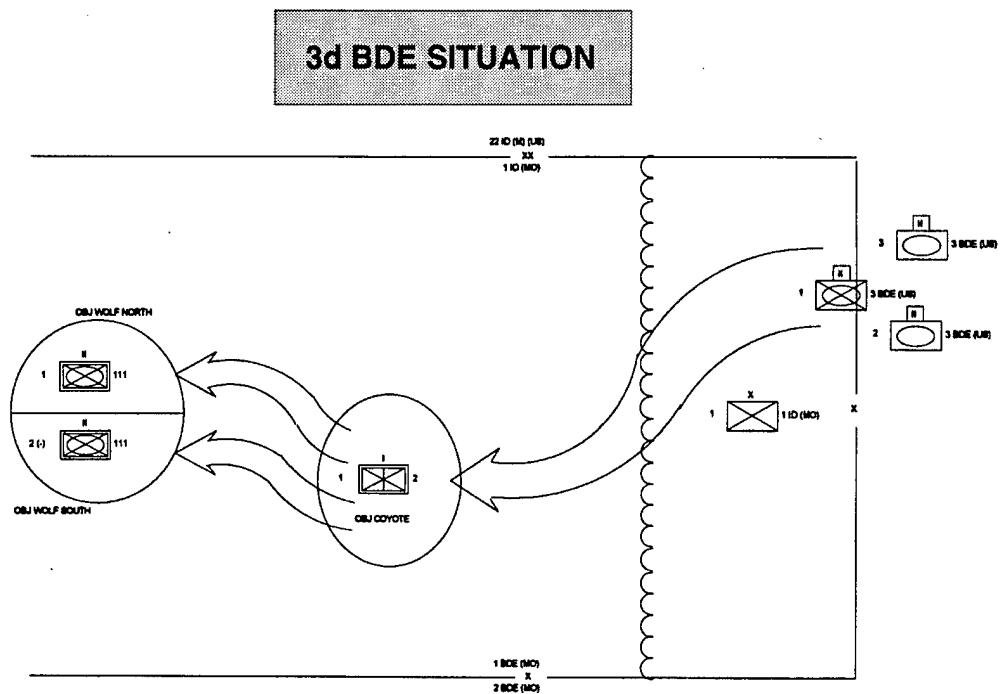 3d BDE SITUATION
22 ID (M) (US)
XX
1 ID (MO)
II
3 3 BDE (US)
X
1 3 BDE (US)
II
2 3 BDE (US)
OBJ WOLF NORTH
II
1 111
X
1 1 ID (MO)
X
II
2 (-) 111
I
1 2
OBJ WOLF SOUTH
OBJ COYOTE
1 BDE (MO)
X
2 BDE (MO)